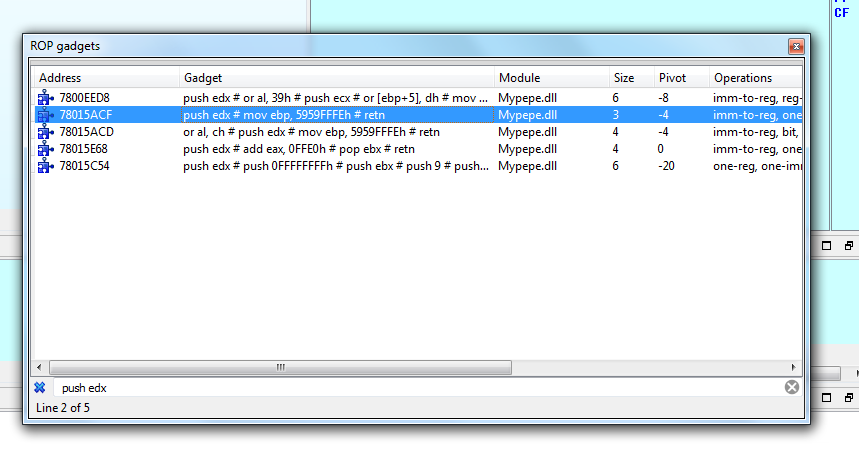 CF
ROP gadgets
Address Gadget Module Size Pivot Operations
7800EED8 push edx # or al, 39h # push ecx # or [ebp+5], dh # mov ... Mypepe.dll 6 -8 imm-to-reg, reg-
78015ACF push edx # mov ebp, 5959FFFEh # retn Mypepe.dll 3 -4 imm-to-reg, one
78015ACD or al, ch # push edx # mov ebp, 5959FFFEh # retn Mypepe.dll 4 -4 imm-to-reg, bit,
78015E68 push edx # add eax, 0FFE0h # pop ebx # retn Mypepe.dll 4 0 imm-to-reg, one
78015C54 push edx # push 0FFFFFFFFh # push ebx # push 9 # push... Mypepe.dll 6 -20 one-reg, one-im
push edx
Line 2 of 5